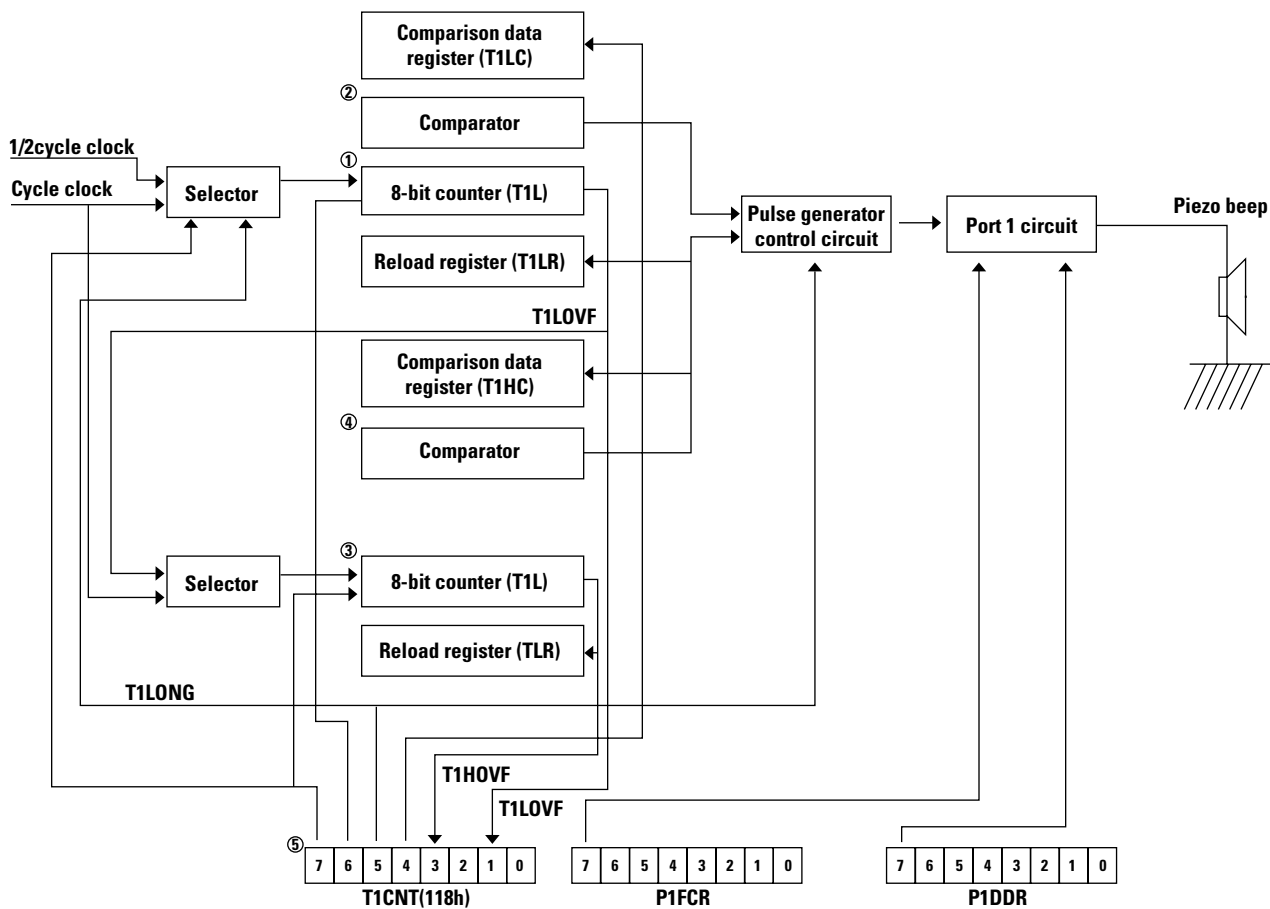 Comparison data
register (T1LC)
②
Comparator
1/2cycle clock
①
Cycle clock
Selector
8-bit counter (T1L)
Pulse generator
control circuit
Port 1 circuit
Piezo beep
Reload register (T1LR)
T1LOVF
Comparison data
register (T1HC)
④
Comparator
③
Selector
8-bit counter (T1L)
Reload register (TLR)
T1LONG
T1HOVF
T1LOVF
⑤
7 6 5 4 3 2 1 0
T1CNT(118h)
7 6 5 4 3 2 1 0
P1FCR
7 6 5 4 3 2 1 0
P1DDR